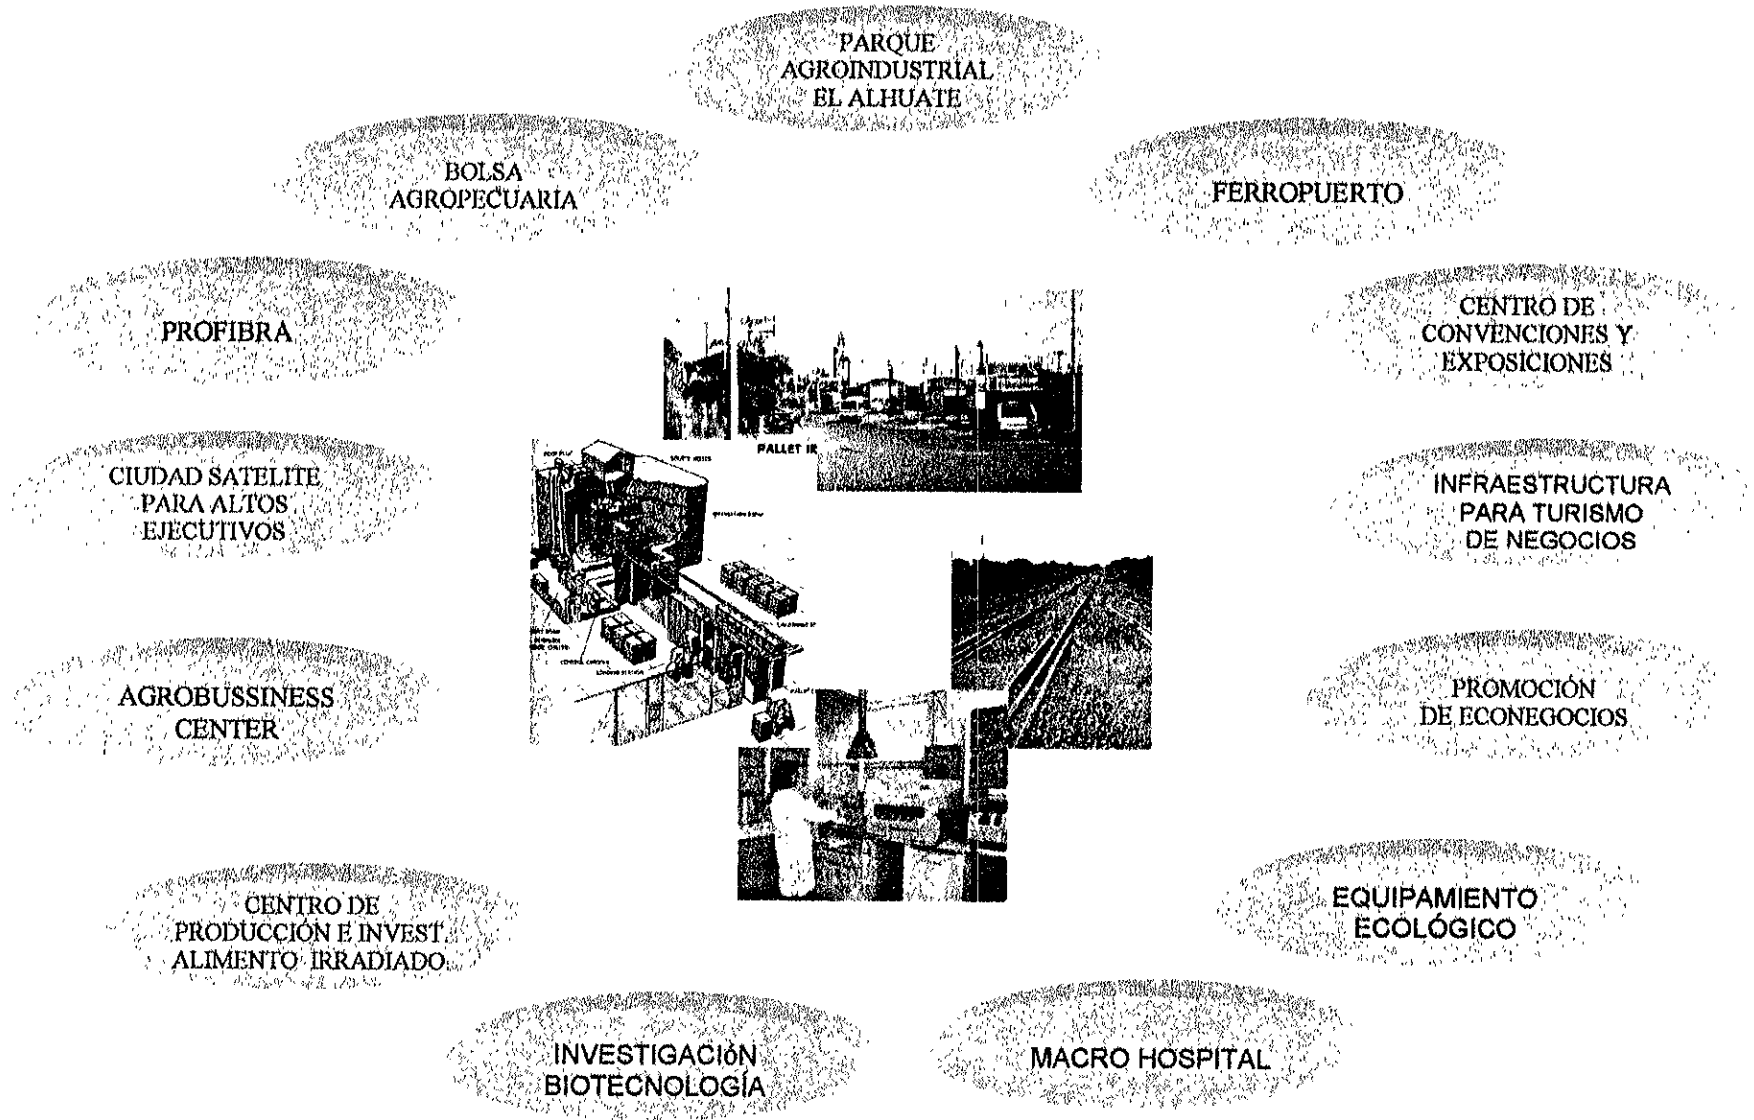 PARQUE
AGROINDUSTRIAL
EL ALHUATE
BOLSA
AGROPECUARIA
FERROPUERTO
PROFIBRA
CENTRO DE
CONVENCIONES Y
EXPOSICIONES
PALLET IR
CIUDAD SATELITE
PARA ALTOS
EJECUTIVOS
INFRAESTRUCTURA
PARA TURISMO
DE NEGOCIOS
AGROBUSSINESS
CENTER
PROMOCIÓN
DE ECONEGOCIOS
CENTRO DE
PRODUCCIÓN E INVEST.
ALIMENTO IRRADIADO
EQUIPAMIENTO
ECOLÓGICO
INVESTIGACIóN
BIOTECNOLOGÍA
MACRO HOSPITAL